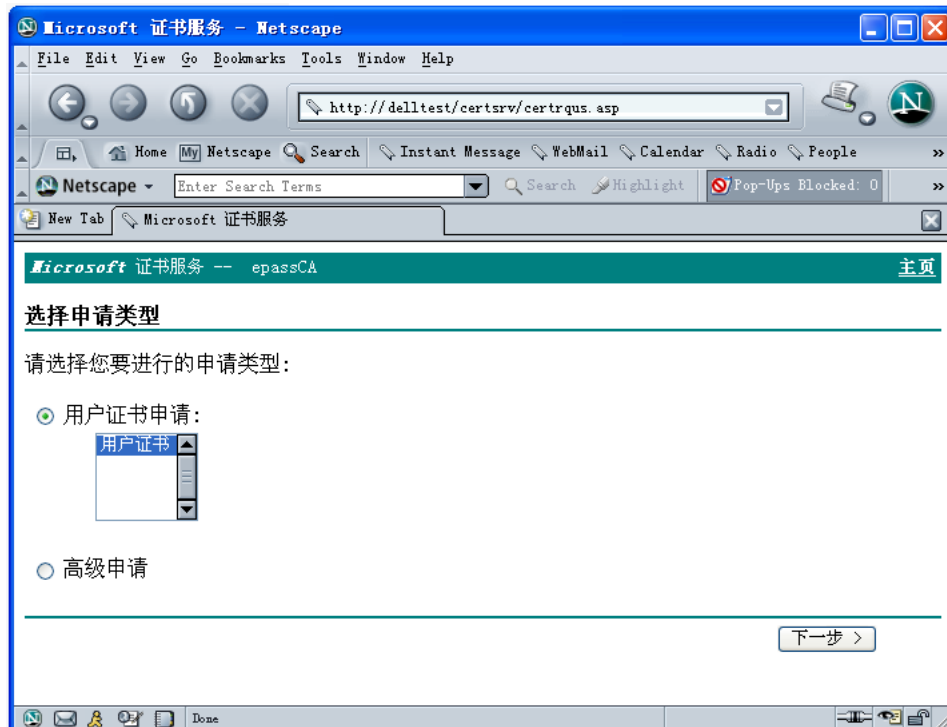 Microsoft 证书服务 - Netscape
File Edit View Go Bookmarks Tools Window Help
http://delltest/certsrv/certrqus.asp
N
Home My Netscape Search Instant Message WebMail Calendar Radio People »
Netscape Enter Search Terms Search Highlight Pop-Ups Blocked: 0 »
New Tab Microsoft 证书服务
Microsoft 证书服务 -- epassCA 主页
选择申请类型
请选择您要进行的申请类型:
用户证书申请:
用户证书
高级申请
下一步 >
Done